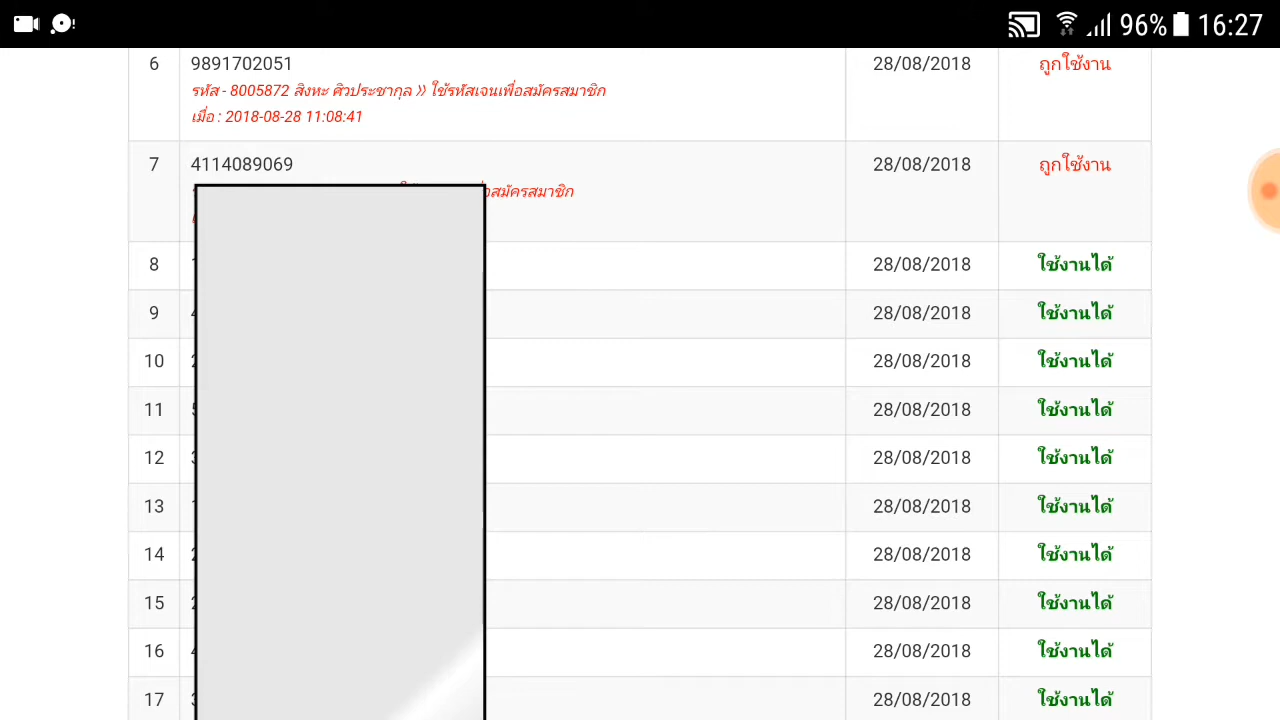 96% 16:27
6 9891702051 28/08/2018 ถูกใช้งาน
รหัส - 8005872 สิงหะ ศิวประชากุล » ใช้รหัสเจนเพื่อสมัครสมาชิก
เมื่อ : 2018-08-28 11:08:41
7 4114089069 28/08/2018 ถูกใช้งาน
สมัครสมาชิก
8 28/08/2018 ใช้งานได้
9 28/08/2018 ใช้งานได้
10 28/08/2018 ใช้งานได้
11 28/08/2018 ใช้งานได้
12 28/08/2018 ใช้งานได้
13 28/08/2018 ใช้งานได้
14 28/08/2018 ใช้งานได้
15 28/08/2018 ใช้งานได้
16 28/08/2018 ใช้งานได้
17 28/08/2018 ใช้งานได้